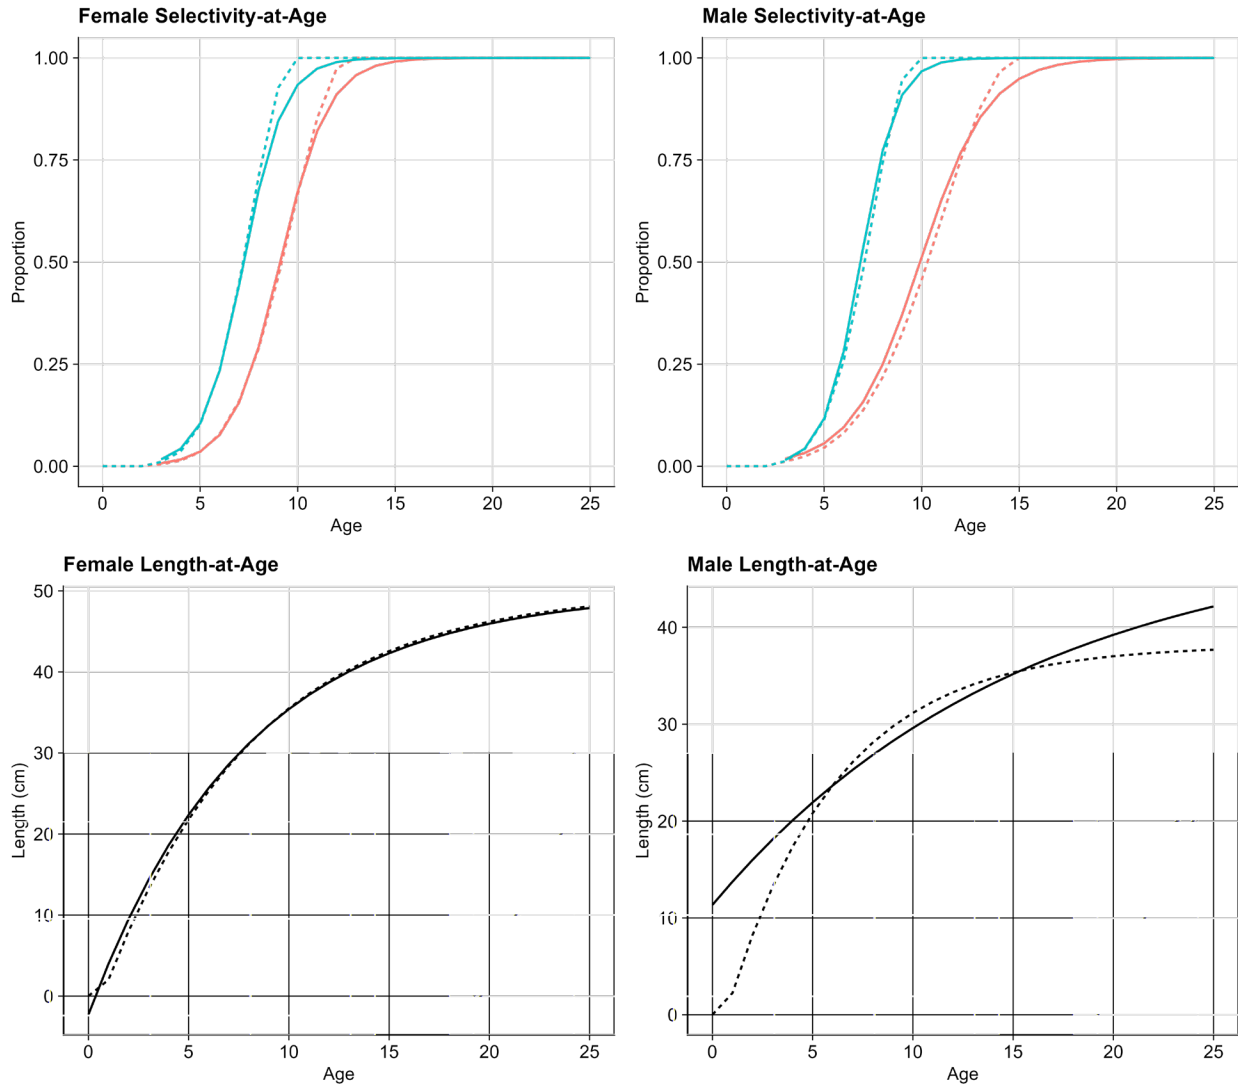 Female Selectivity-at-Age
Male Selectivity-at-Age
1.00
0.75
0.50
0.25
0.00
Proportion
0 5 10 15 20 25
Age
1.00
0.75
0.50
0.25
0.00
Proportion
0 5 10 15 20 25
Age
Female Length-at-Age
Male Length-at-Age
50
40
30
20
10
0
Length (cm)
0 5 10 15 20 25
Age
40
30
20
10
0
Length (cm)
0 5 10 15 20 25
Age